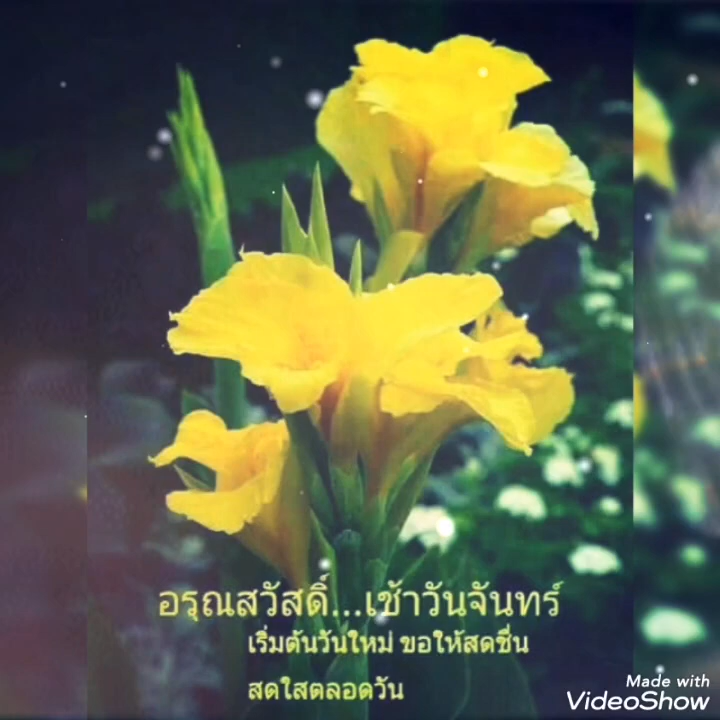 อรุณสวัสดิ์...เช้าวันจันทร์
เริ่มต้นวันใหม่ ขอให้สดชื่น
สดใสตลอดวัน
Made with
VideoShow